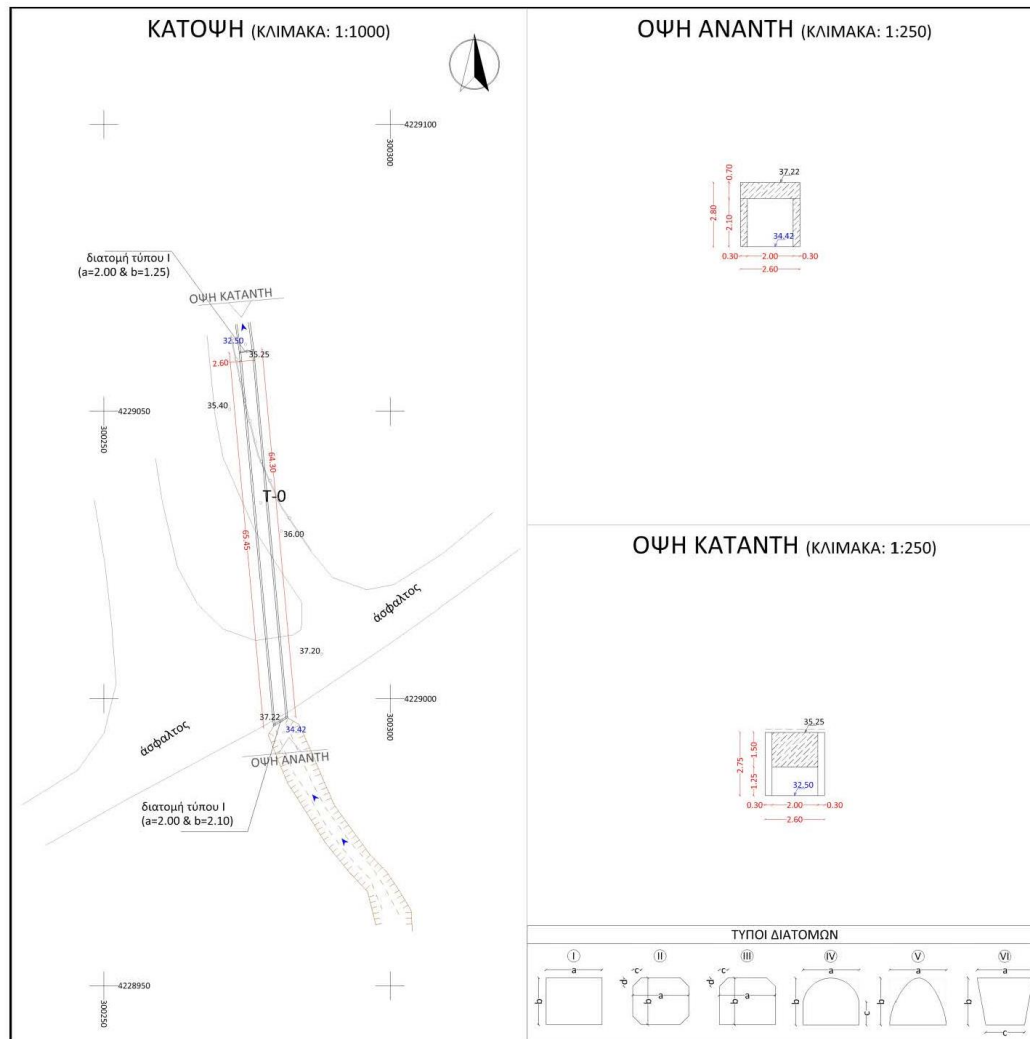 ΚΑΤΟΨΗ (ΚΛΙΜΑΚΑ: 1:1000)
4229100
300300
διατομή τύπου Ι
(a=2.00 & b=1.25)
ΟΨΗ ΚΑΤΑΝΤΗ
32.50
35.25
2.60
35.40
4229050
300250
64.30
T-0
65.45
36.00
άσφαλτος
37.20
4229000
300300
37.22
34.42
άσφαλτος
ΟΨΗ ΑΝΑΝΤΗ
διατομή τύπου Ι
(a=2.00 & b=2.10)
4228950
300250
ΟΨΗ ΑΝΑΝΤΗ (ΚΛΙΜΑΚΑ: 1:250)
37.22
0.70
2.80
2.10
34.42
0.30 2.00 0.30
2.60
ΟΨΗ ΚΑΤΑΝΤΗ (ΚΛΙΜΑΚΑ: 1:250)
35.25
1.50
2.75
1.25
32.50
0.30 2.00 0.30
2.60
ΤΥΠΟΙ ΔΙΑΤΟΜΩΝ
I II III IV V VI
a c c a a a
d d
b b a b a b c b b
c